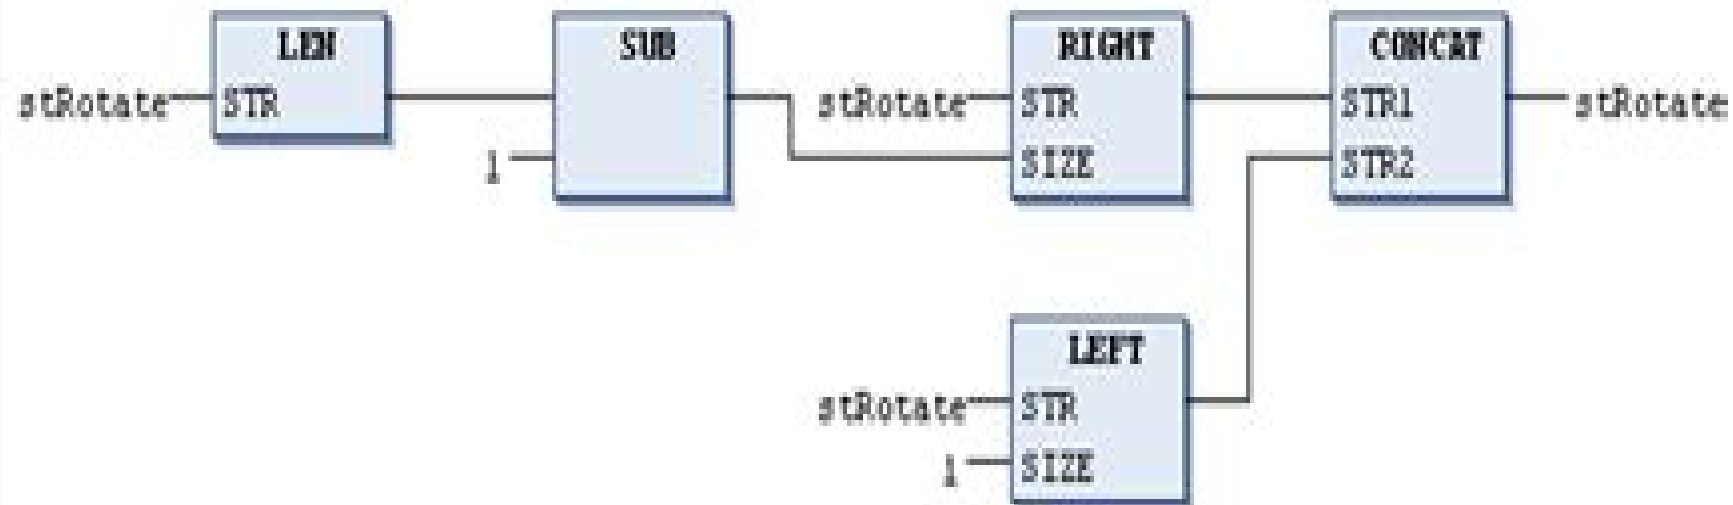 LEN SUB RIGHT CONCAT
stRotate STR stRotate STR STR1 stRotate
1 SIZE STR2
LEFT
stRotate STR
1 SIZE